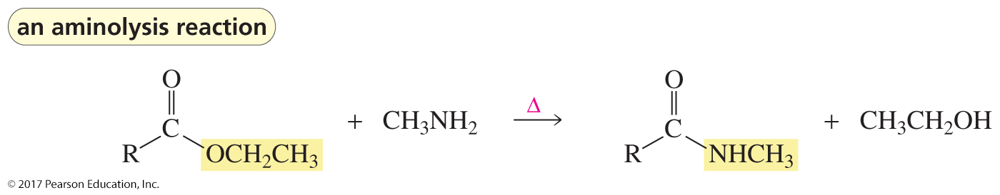 an aminolysis reaction
O O
C + CH₃NH₂ Δ C + CH₃CH₂OH
R OCH₂CH₃ R NHCH₃
© 2017 Pearson Education, Inc.